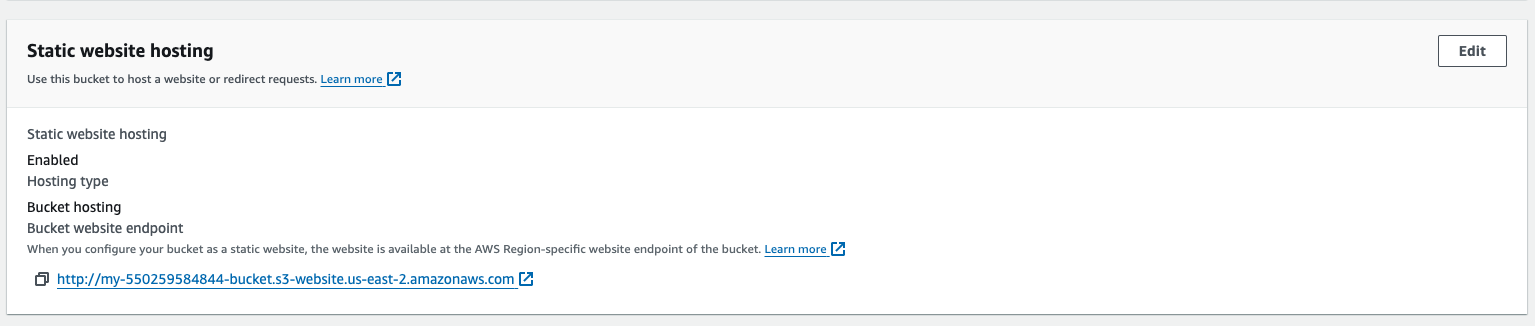 Static website hosting
Edit
Use this bucket to host a website or redirect requests. Learn more
Static website hosting
Enabled
Hosting type
Bucket hosting
Bucket website endpoint
When you configure your bucket as a static website, the website is available at the AWS Region-specific website endpoint of the bucket. Learn more
http://my-550259584844-bucket.s3-website.us-east-2.amazonaws.com